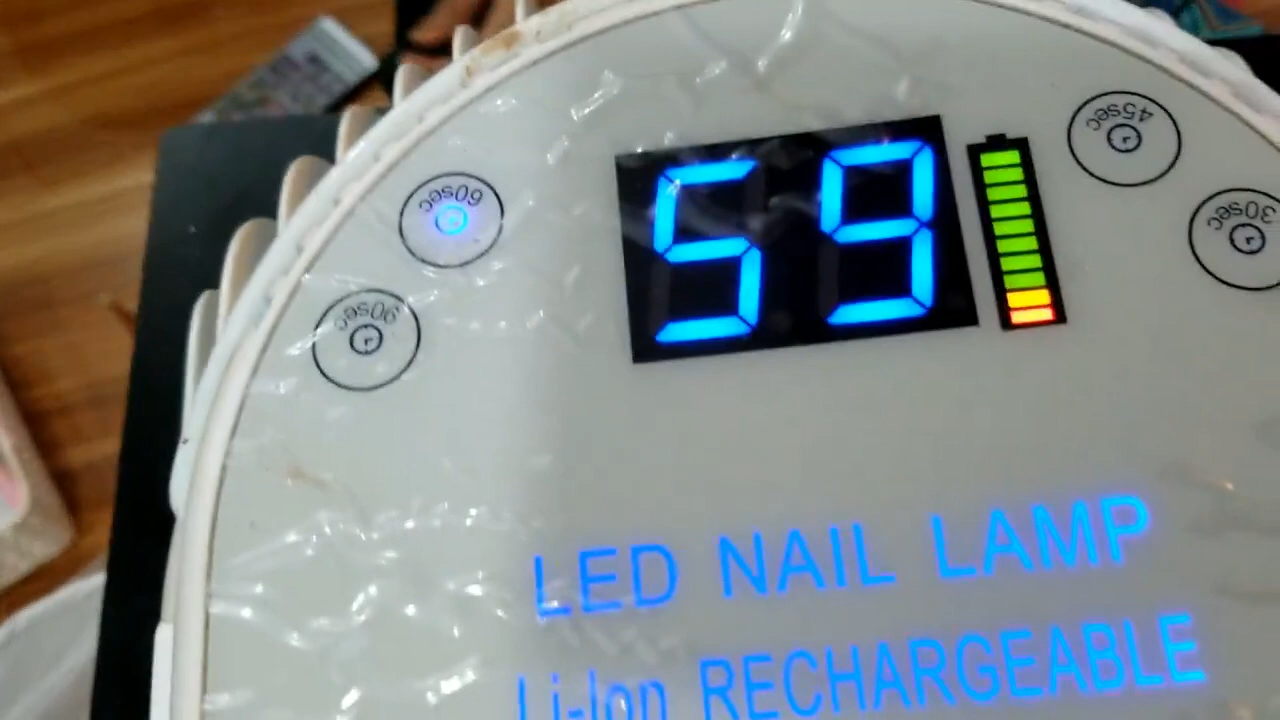 45sec
60sec
59
30sec
90sec
LED NAIL LAMP
Li-Ion RECHARGEABLE